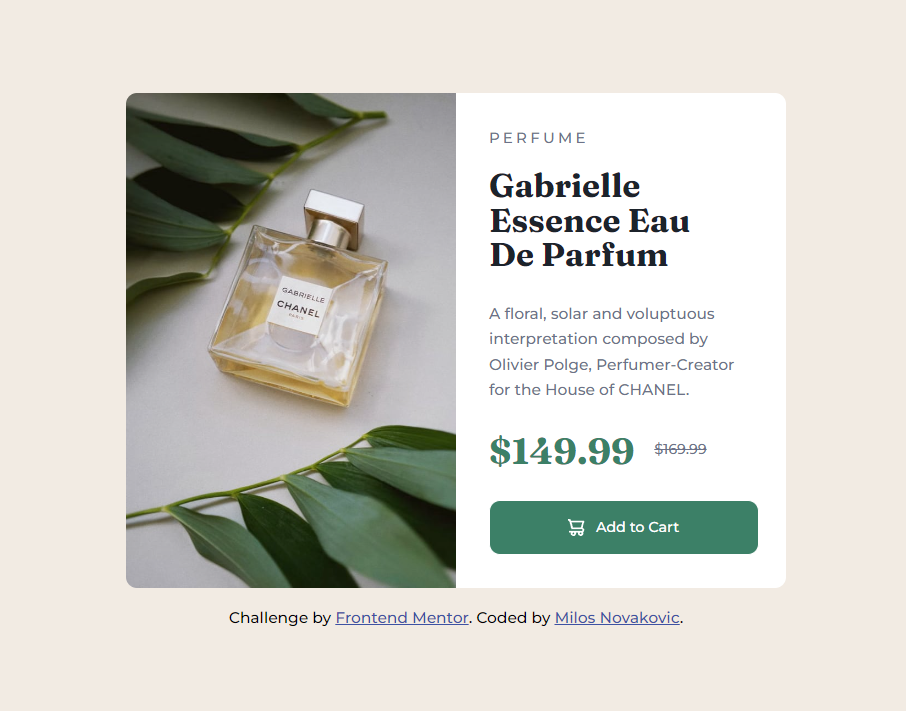 GABRIELLE
CHANEL
PARIS
PERFUME
Gabrielle
Essence Eau
De Parfum
A floral, solar and voluptuous
interpretation composed by
Olivier Polge, Perfumer-Creator
for the House of CHANEL.
$149.99 $169.99
Add to Cart
Challenge by Frontend Mentor. Coded by Milos Novakovic.